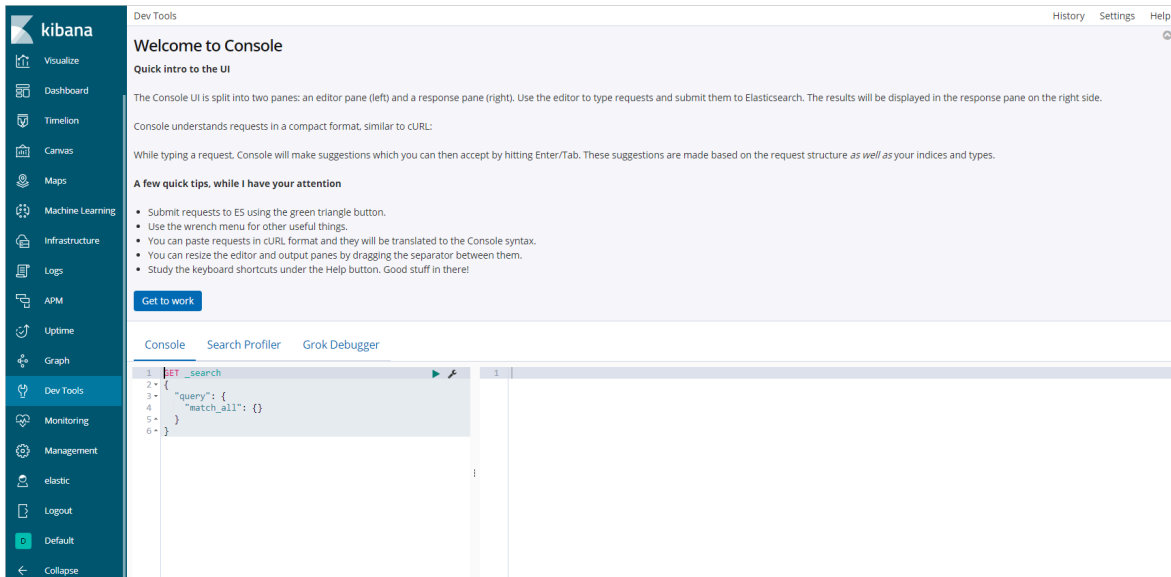 kibana
Visualize
Dashboard
Timelion
Canvas
Maps
Machine Learning
Infrastructure
Logs
APM
Uptime
Graph
Dev Tools
Monitoring
Management
elastic
Logout
D Default
Collapse
Dev Tools
History Settings Help
Welcome to Console
Quick intro to the UI
The Console UI is split into two panes: an editor pane (left) and a response pane (right). Use the editor to type requests and submit them to Elasticsearch. The results will be displayed in the response pane on the right side.
Console understands requests in a compact format, similar to cURL:
While typing a request, Console will make suggestions which you can then accept by hitting Enter/Tab. These suggestions are made based on the request structure as well as your indices and types.
A few quick tips, while I have your attention
• Submit requests to ES using the green triangle button.
• Use the wrench menu for other useful things.
• You can paste requests in cURL format and they will be translated to the Console syntax.
• You can resize the editor and output panes by dragging the separator between them.
• Study the keyboard shortcuts under the Help button. Good stuff in there!
Get to work
Console Search Profiler Grok Debugger
1 GET _search
2 {
3 "query": {
4 "match_all": {}
5 }
6 }
1